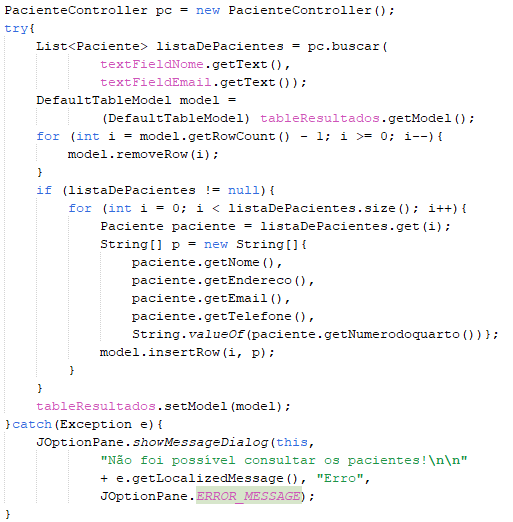 PacienteController pc = new PacienteController();
try{
    List<Paciente> listaDePacientes = pc.buscar(
            textFieldNome.getText(),
            textFieldEmail.getText());
    DefaultTableModel model =
            (DefaultTableModel) tableResultados.getModel();
    for (int i = model.getRowCount() - 1; i >= 0; i--){
        model.removeRow(i);
    }
    if (listaDePacientes != null){
        for (int i = 0; i < listaDePacientes.size(); i++){
            Paciente paciente = listaDePacientes.get(i);
            String[] p = new String[]{
                paciente.getNome(),
                paciente.getEndereco(),
                paciente.getEmail(),
                paciente.getTelefone(),
                String.valueOf(paciente.getNumerodoquarto())};
            model.insertRow(i, p);
        }
    }
    tableResultados.setModel(model);
}catch(Exception e){
    JOptionPane.showMessageDialog(this,
            "Não foi possível consultar os pacientes!\n\n"
            + e.getLocalizedMessage(), "Erro",
            JOptionPane.ERROR_MESSAGE);
}